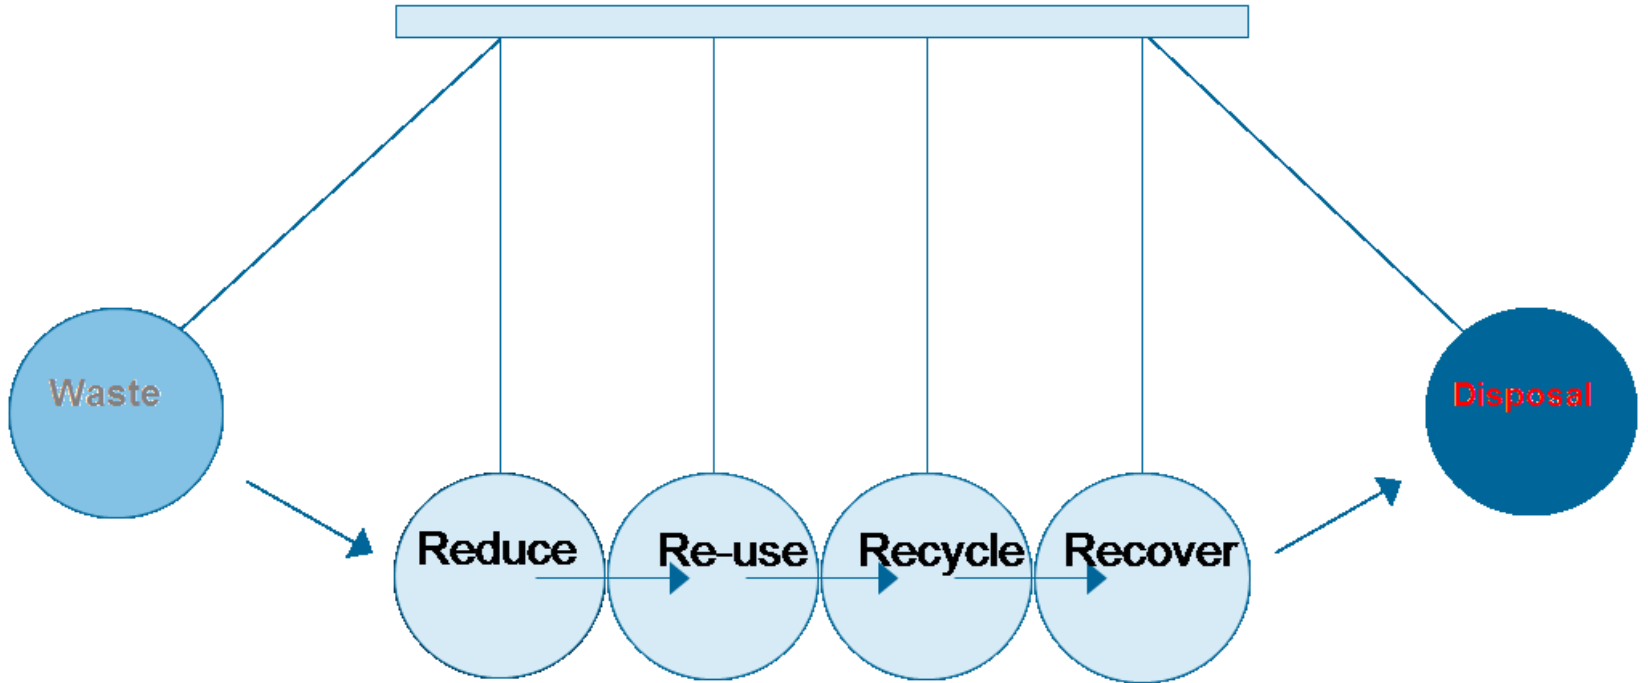 Waste
Reduce
Re-use
Recycle
Recover
Disposal